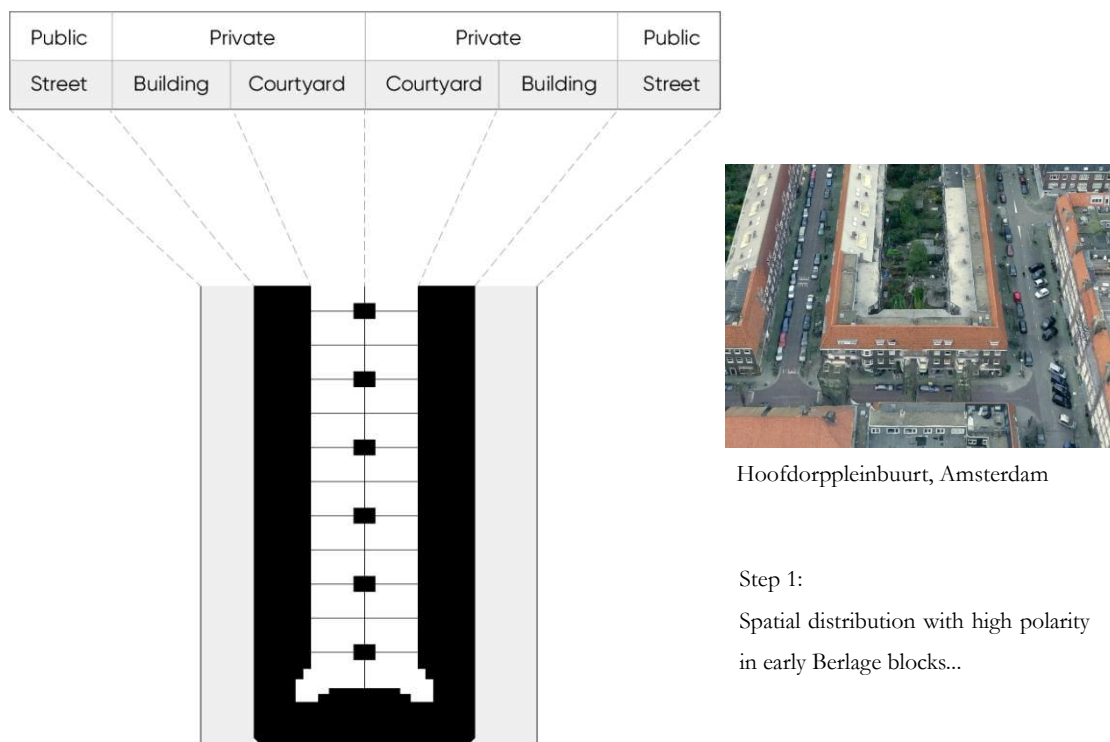 Public Private Private Public
Street Building Courtyard Courtyard Building Street
Hoofdorppleinbuurt, Amsterdam
Step 1:
Spatial distribution with high polarity
in early Berlage blocks...